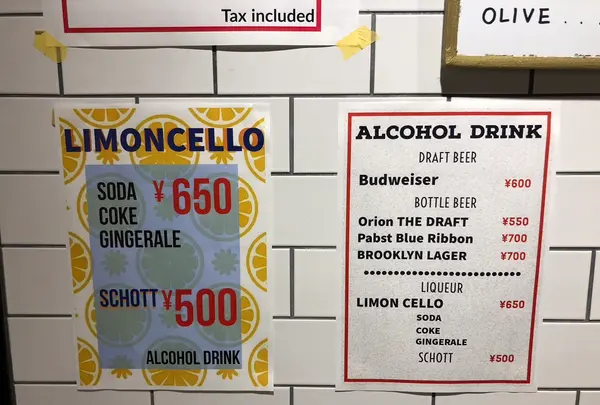 Tax included
OLIVE . . .
LIMONCELLO
SODA ¥650
COKE
GINGERALE
SCHOTT ¥500
ALCOHOL DRINK
ALCOHOL DRINK
DRAFT BEER
Budweiser ¥600
BOTTLE BEER
Orion THE DRAFT ¥550
Pabst Blue Ribbon ¥700
BROOKLYN LAGER ¥700
LIQUEUR
LIMON CELLO ¥650
SODA
COKE
GINGERALE
SCHOTT ¥500